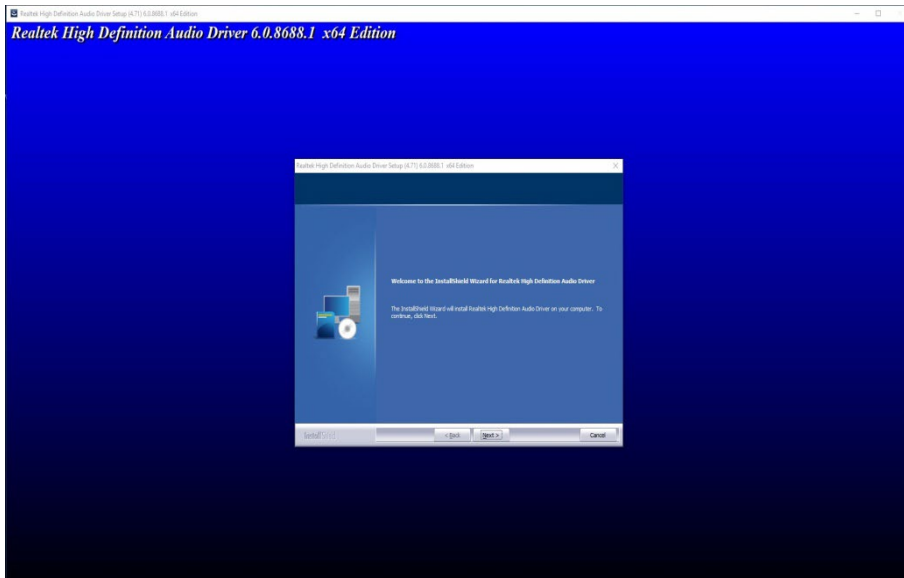 Realtek High Definition Audio Driver Setup (4.71) 6.0.8688.1 x64 Edition
Realtek High Definition Audio Driver 6.0.8688.1 x64 Edition
Realtek High Definition Audio Driver Setup (4.71) 6.0.8688.1 x64 Edition
Welcome to the InstallShield Wizard for Realtek High Definition Audio Driver
The InstallShield Wizard will install Realtek High Definition Audio Driver on your computer. To
continue, click Next.
InstallShield
< Back
Next >
Cancel